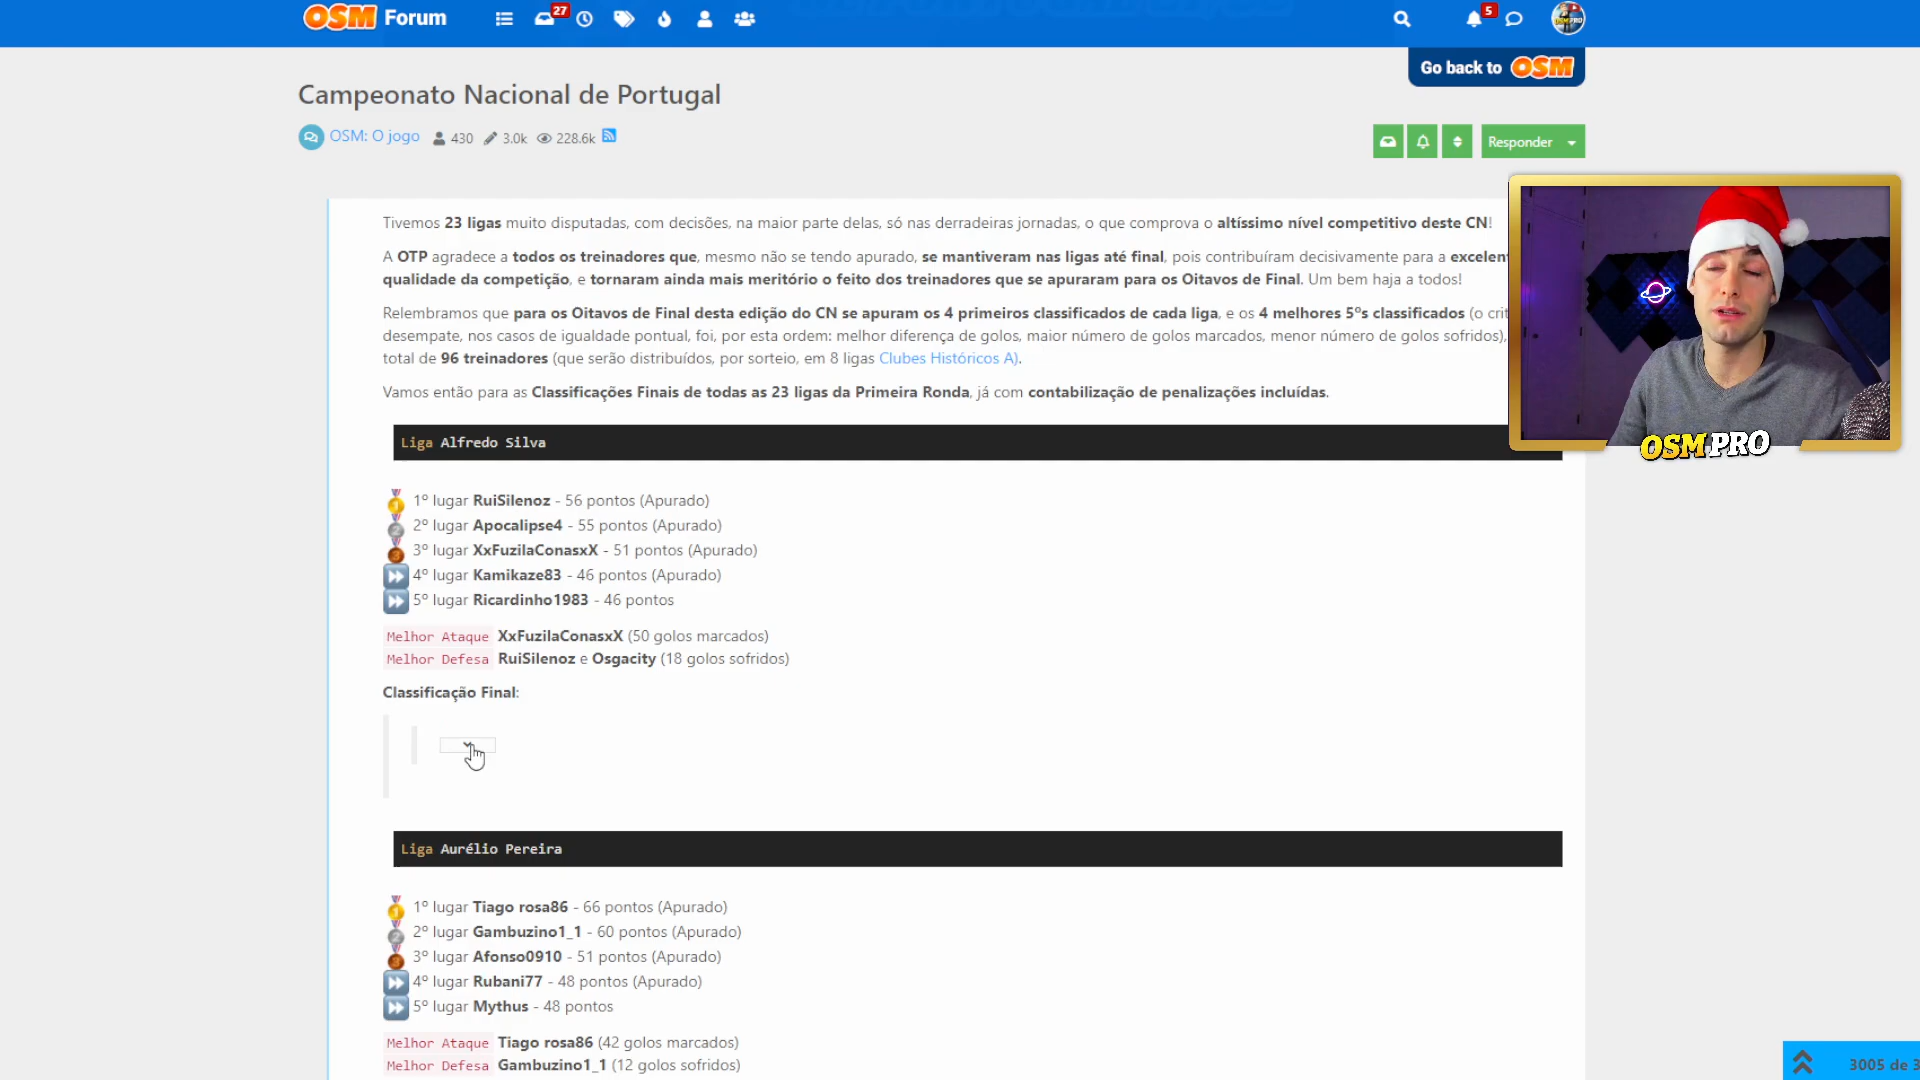 OSM Forum
27
5
Go back to OSM
Campeonato Nacional de Portugal
OSM: O jogo 430 3.0k 228.6k
Responder
Tivemos 23 ligas muito disputadas, com decisões, na maior parte delas, só nas derradeiras jornadas, o que comprova o altíssimo nível competitivo deste CN!
A OTP agradece a todos os treinadores que, mesmo não se tendo apurado, se mantiveram nas ligas até final, pois contribuíram decisivamente para a excelen
qualidade da competição, e tornaram ainda mais meritório o feito dos treinadores que se apuraram para os Oitavos de Final. Um bem haja a todos!
Relembramos que para os Oitavos de Final desta edição do CN se apuram os 4 primeiros classificados de cada liga, e os 4 melhores 5ºs classificados (o crit
desempate, nos casos de igualdade pontual, foi, por esta ordem: melhor diferença de golos, maior número de golos marcados, menor número de golos sofridos),
total de 96 treinadores (que serão distribuídos, por sorteio, em 8 ligas Clubes Históricos A).
Vamos então para as Classificações Finais de todas as 23 ligas da Primeira Ronda, já com contabilização de penalizações incluídas.
OSM PRO
Liga Alfredo Silva
1º lugar RuiSilenoz - 56 pontos (Apurado)
2º lugar Apocalipse4 - 55 pontos (Apurado)
3º lugar XxFuzilaConasxX - 51 pontos (Apurado)
4º lugar Kamikaze83 - 46 pontos (Apurado)
5º lugar Ricardinho1983 - 46 pontos
Melhor Ataque XxFuzilaConasxX (50 golos marcados)
Melhor Defesa RuiSilenoz e Osgacity (18 golos sofridos)
Classificação Final:
Liga Aurélio Pereira
1º lugar Tiago rosa86 - 66 pontos (Apurado)
2º lugar Gambuzino1_1 - 60 pontos (Apurado)
3º lugar Afonso0910 - 51 pontos (Apurado)
4º lugar Rubani77 - 48 pontos (Apurado)
5º lugar Mythus - 48 pontos
Melhor Ataque Tiago rosa86 (42 golos marcados)
Melhor Defesa Gambuzino1_1 (12 golos sofridos)
3005 de 3